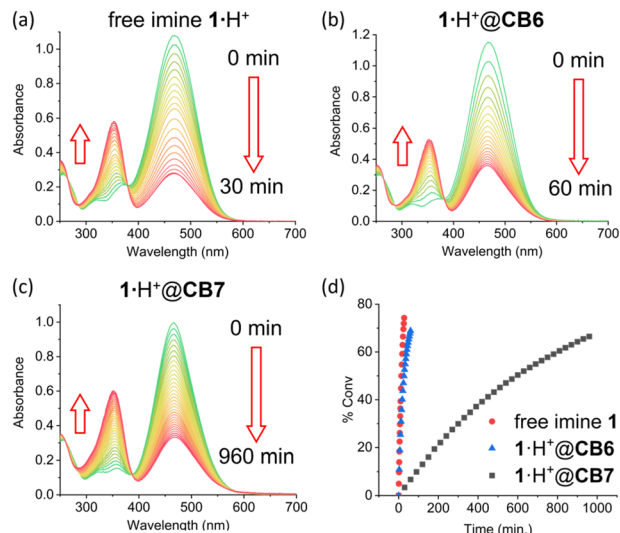 (a)
free imine 1·H⁺
0 min
30 min
Absorbance
1.0
0.8
0.6
0.4
0.2
0.0
300 400 500 600 700
Wavelength (nm)
(b)
1·H⁺@CB6
0 min
60 min
Absorbance
1.2
1.0
0.8
0.6
0.4
0.2
0.0
300 400 500 600 700
Wavelength (nm)
(c)
1·H⁺@CB7
0 min
960 min
Absorbance
1.0
0.8
0.6
0.4
0.2
0.0
300 400 500 600 700
Wavelength (nm)
(d)
% Conv
80
60
40
20
0
free imine 1
1·H⁺@CB6
1·H⁺@CB7
0 200 400 600 800 1000
Time (min.)